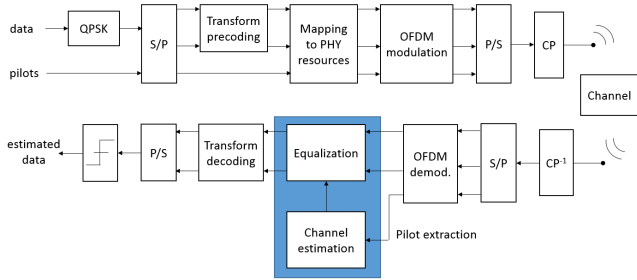 data
QPSK
pilots
S/P
Transform
precoding
Mapping
to PHY
resources
OFDM
modulation
P/S
CP
Channel
estimated
data
P/S
Transform
decoding
Equalization
OFDM
demod.
S/P
CP-1
Channel
estimation
Pilot extraction